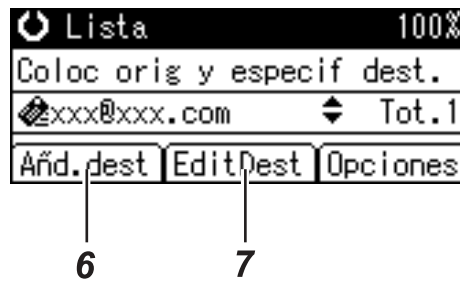 Lista 100%
Coloc orig y especif dest.
xxx@xxx.com Tot.1
Añd.dest EditDest Opciones
6 7